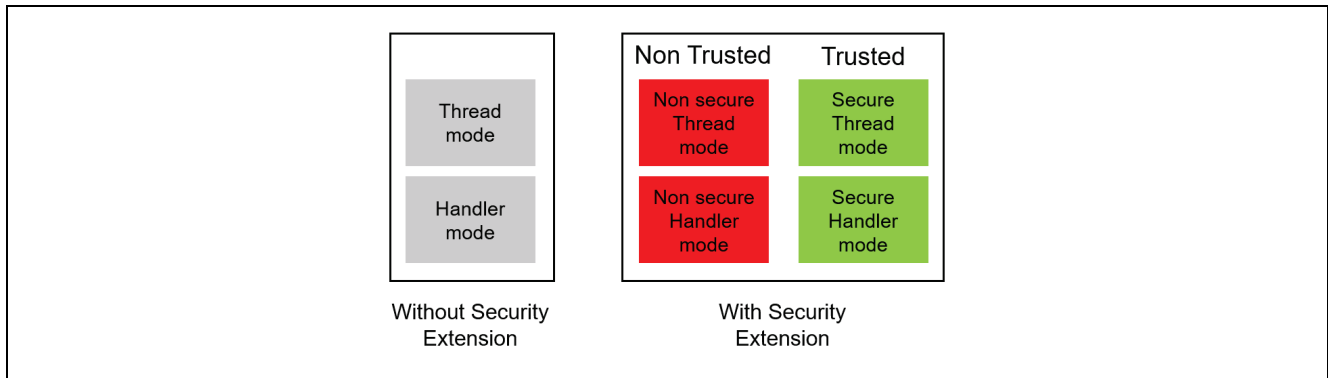 Non Trusted
Trusted
Thread
mode
Non secure
Thread
mode
Secure
Thread
mode
Handler
mode
Non secure
Handler
mode
Secure
Handler
mode
Without Security
Extension
With Security
Extension